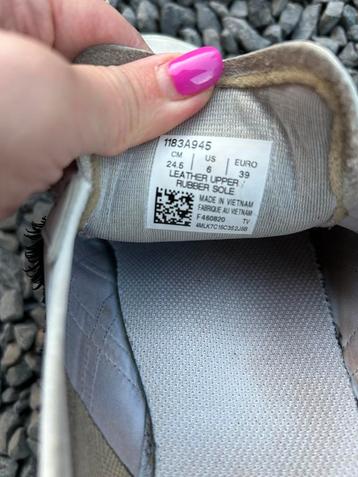 1183A945
CM | US | EURO
24.5 | 6 | 39
LEATHER UPPER
RUBBER SOLE
MADE IN VIETNAM
FABRIQUE AU VIETNAM
F 460820 TV